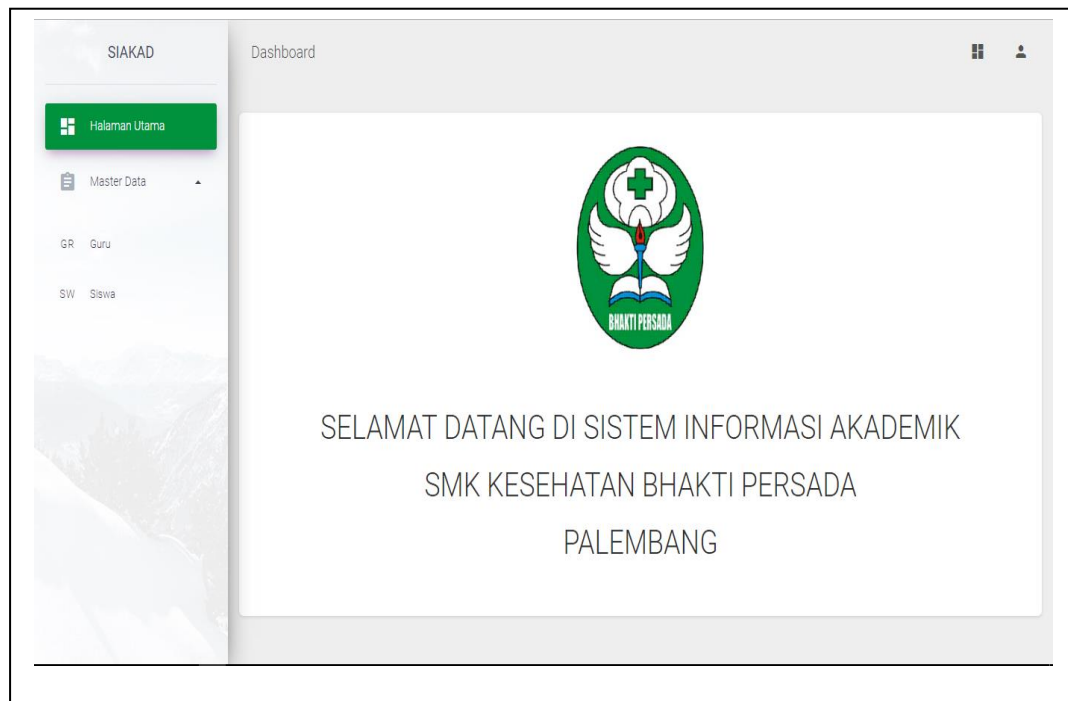 SIAKAD
Dashboard
Halaman Utama
Master Data
GR Guru
SW Siswa
BHAKTI PERSADA
SELAMAT DATANG DI SISTEM INFORMASI AKADEMIK
SMK KESEHATAN BHAKTI PERSADA
PALEMBANG